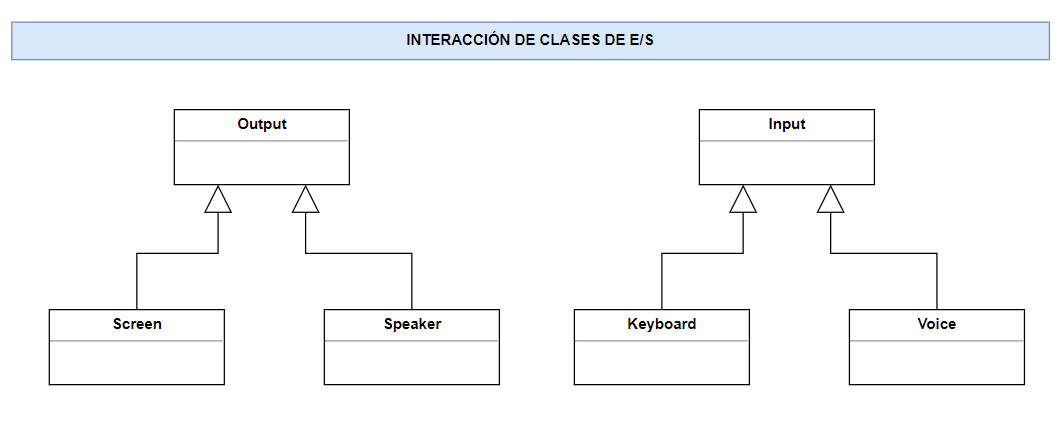 INTERACCIÓN DE CLASES DE E/S
Output
Input
Screen
Speaker
Keyboard
Voice